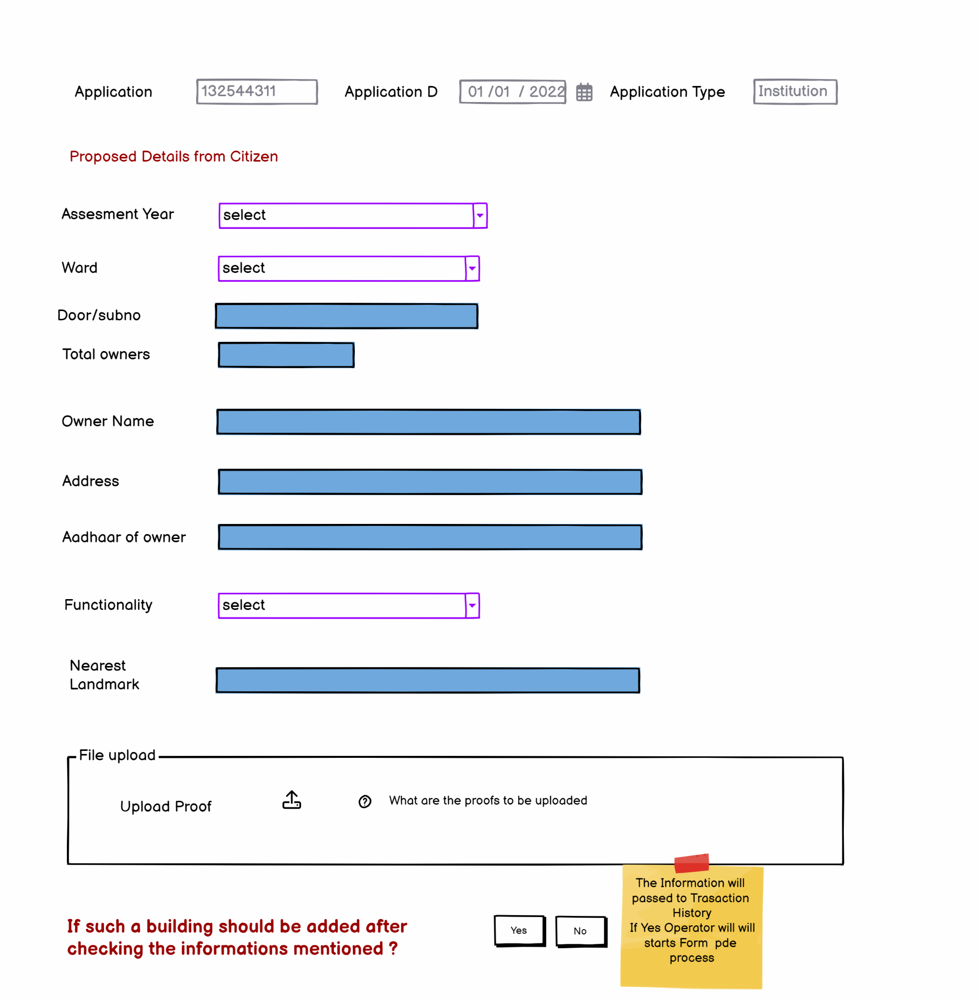 Application 132544311 Application D 01 /01 / 2022 Application Type Institution
Proposed Details from Citizen
Assesment Year select
Ward select
Door/subno
Total owners
Owner Name
Address
Aadhaar of owner
Functionality select
Nearest
Landmark
File upload
Upload Proof ? What are the proofs to be uploaded
If such a building should be added after
checking the informations mentioned ?
Yes No
The Information will
passed to Trasaction
History
If Yes Operator will will
starts Form pde
process